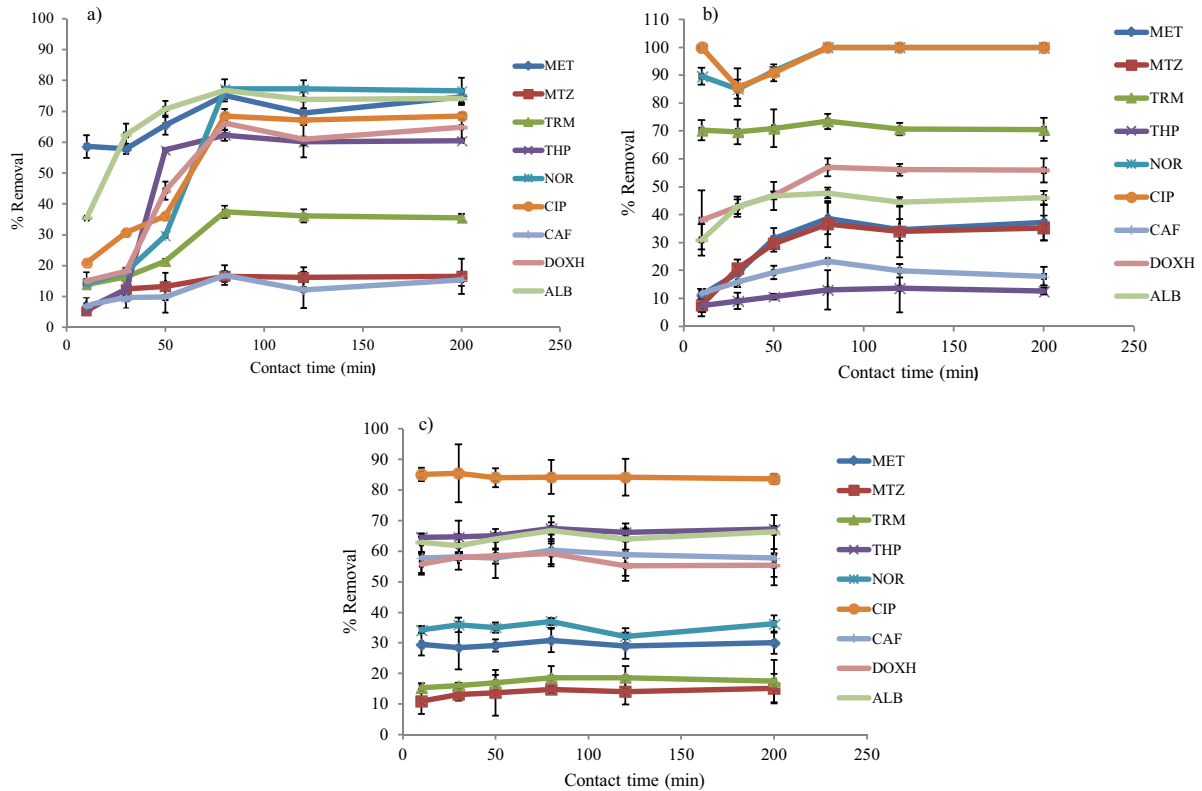 a)
% Removal
100
90
80
70
60
50
40
30
20
10
0
0 50 100 150 200 250
Contact time (min)
MET
MTZ
TRM
THP
NOR
CIP
CAF
DOXH
ALB
b)
% Removal
110
100
90
80
70
60
50
40
30
20
10
0
0 50 100 150 200 250
Contact time (min)
MET
MTZ
TRM
THP
NOR
CIP
CAF
DOXH
ALB
c)
% Removal
100
90
80
70
60
50
40
30
20
10
0
0 50 100 150 200 250
Contact time (min)
MET
MTZ
TRM
THP
NOR
CIP
CAF
DOXH
ALB